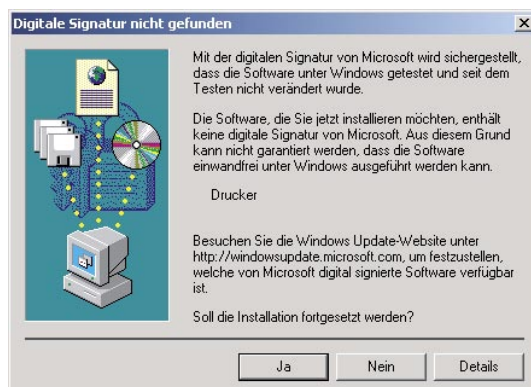 Digitale Signatur nicht gefunden
Mit der digitalen Signatur von Microsoft wird sichergestellt,
dass die Software unter Windows getestet und seit dem
Testen nicht verändert wurde.
Die Software, die Sie jetzt installieren möchten, enthält
keine digitale Signatur von Microsoft. Aus diesem Grund
kann nicht garantiert werden, dass die Software
einwandfrei unter Windows ausgeführt werden kann.
Drucker
Besuchen Sie die Windows Update-Website unter
http://windowsupdate.microsoft.com, um festzustellen,
welche von Microsoft digital signierte Software verfügbar
ist.
Soll die Installation fortgesetzt werden?
Ja
Nein
Details